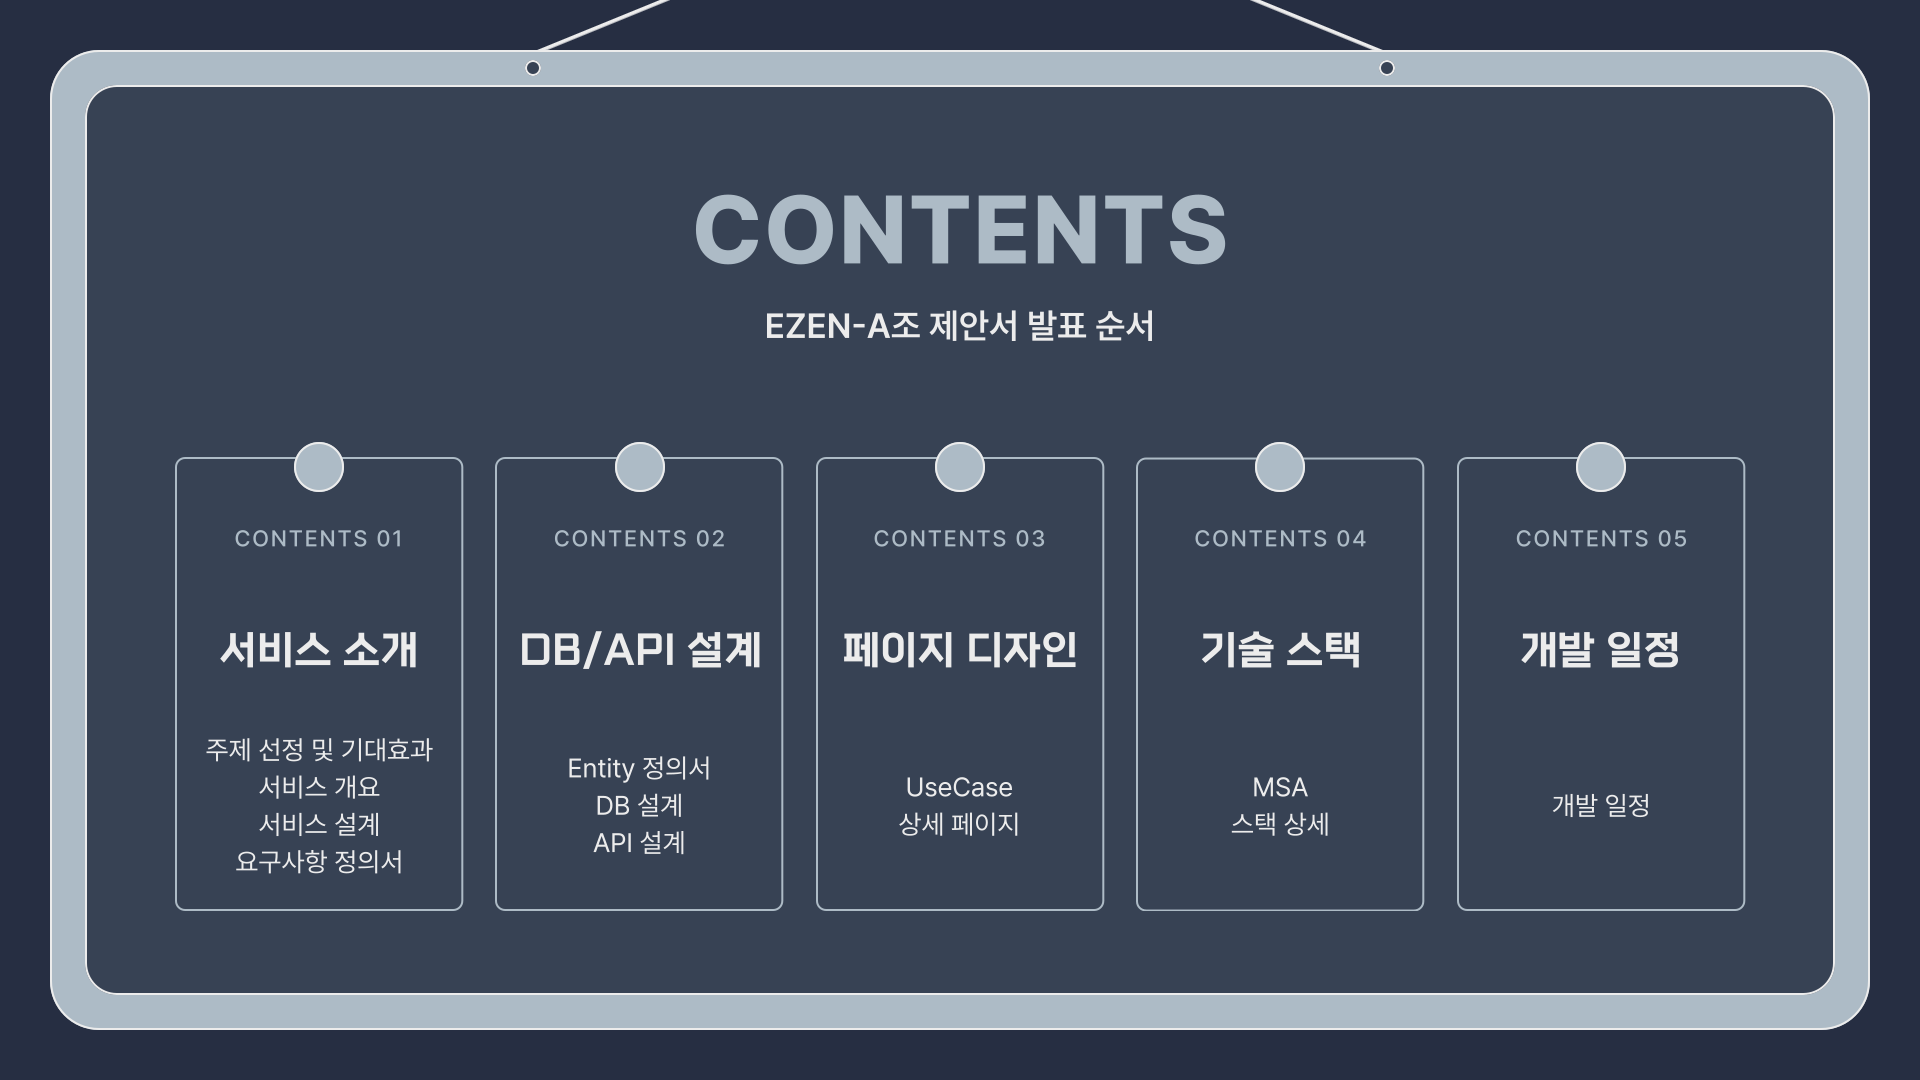 CONTENTS
EZEN-A조 제안서 발표 순서
CONTENTS 01
서비스 소개
주제 선정 및 기대효과
서비스 개요
서비스 설계
요구사항 정의서
CONTENTS 02
DB/API 설계
Entity 정의서
DB 설계
API 설계
CONTENTS 03
페이지 디자인
UseCase
상세 페이지
CONTENTS 04
기술 스택
MSA
스택 상세
CONTENTS 05
개발 일정
개발 일정